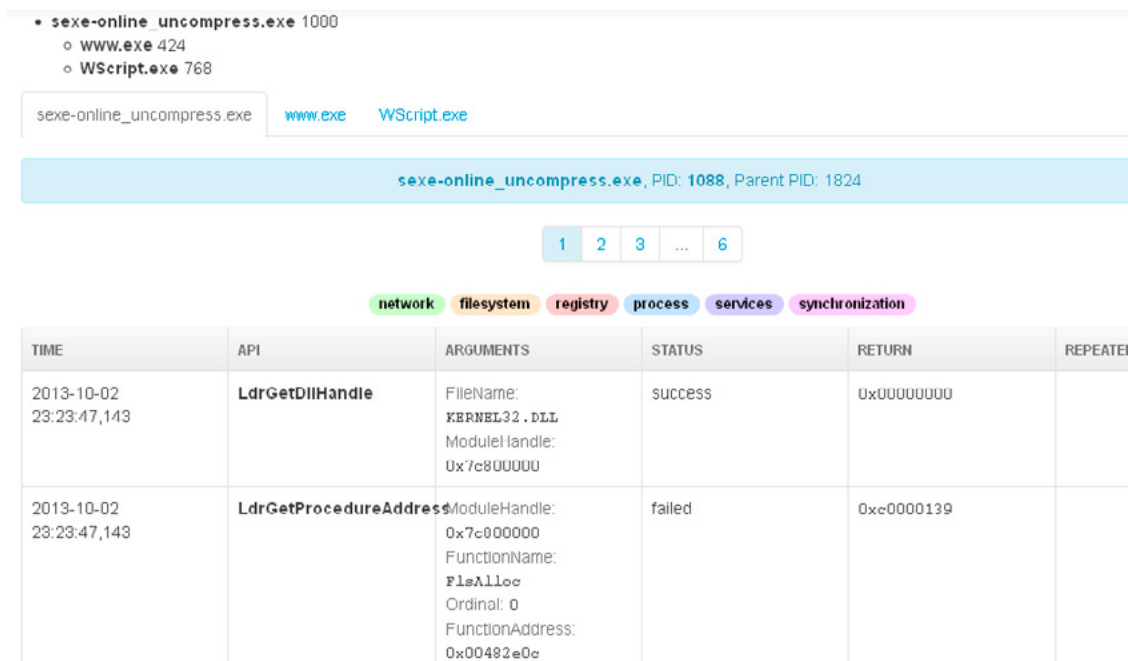 sexe-online_uncompress.exe 1088
www.exe 424
WScript.exe 768
sexe-online_uncompress.exe www.exe WScript.exe
sexe-online_uncompress.exe, PID: 1088, Parent PID: 1824
1 2 3 ... 6
network filesystem registry process services synchronization
TIME API ARGUMENTS STATUS RETURN
2013-10-02 LdrGetDllHandle FileName: success 0x00000000
23:23:47,143 KERNEL32.DLL
ModuleHandle:
0x7c800000
2013-10-02 LdrGetProcedureAddress ModuleHandle: failed 0xc0000139
23:23:47,143 0x7c800000
FunctionName:
FlsAlloc
Ordinal: 0
FunctionAddress:
0x00482e0c